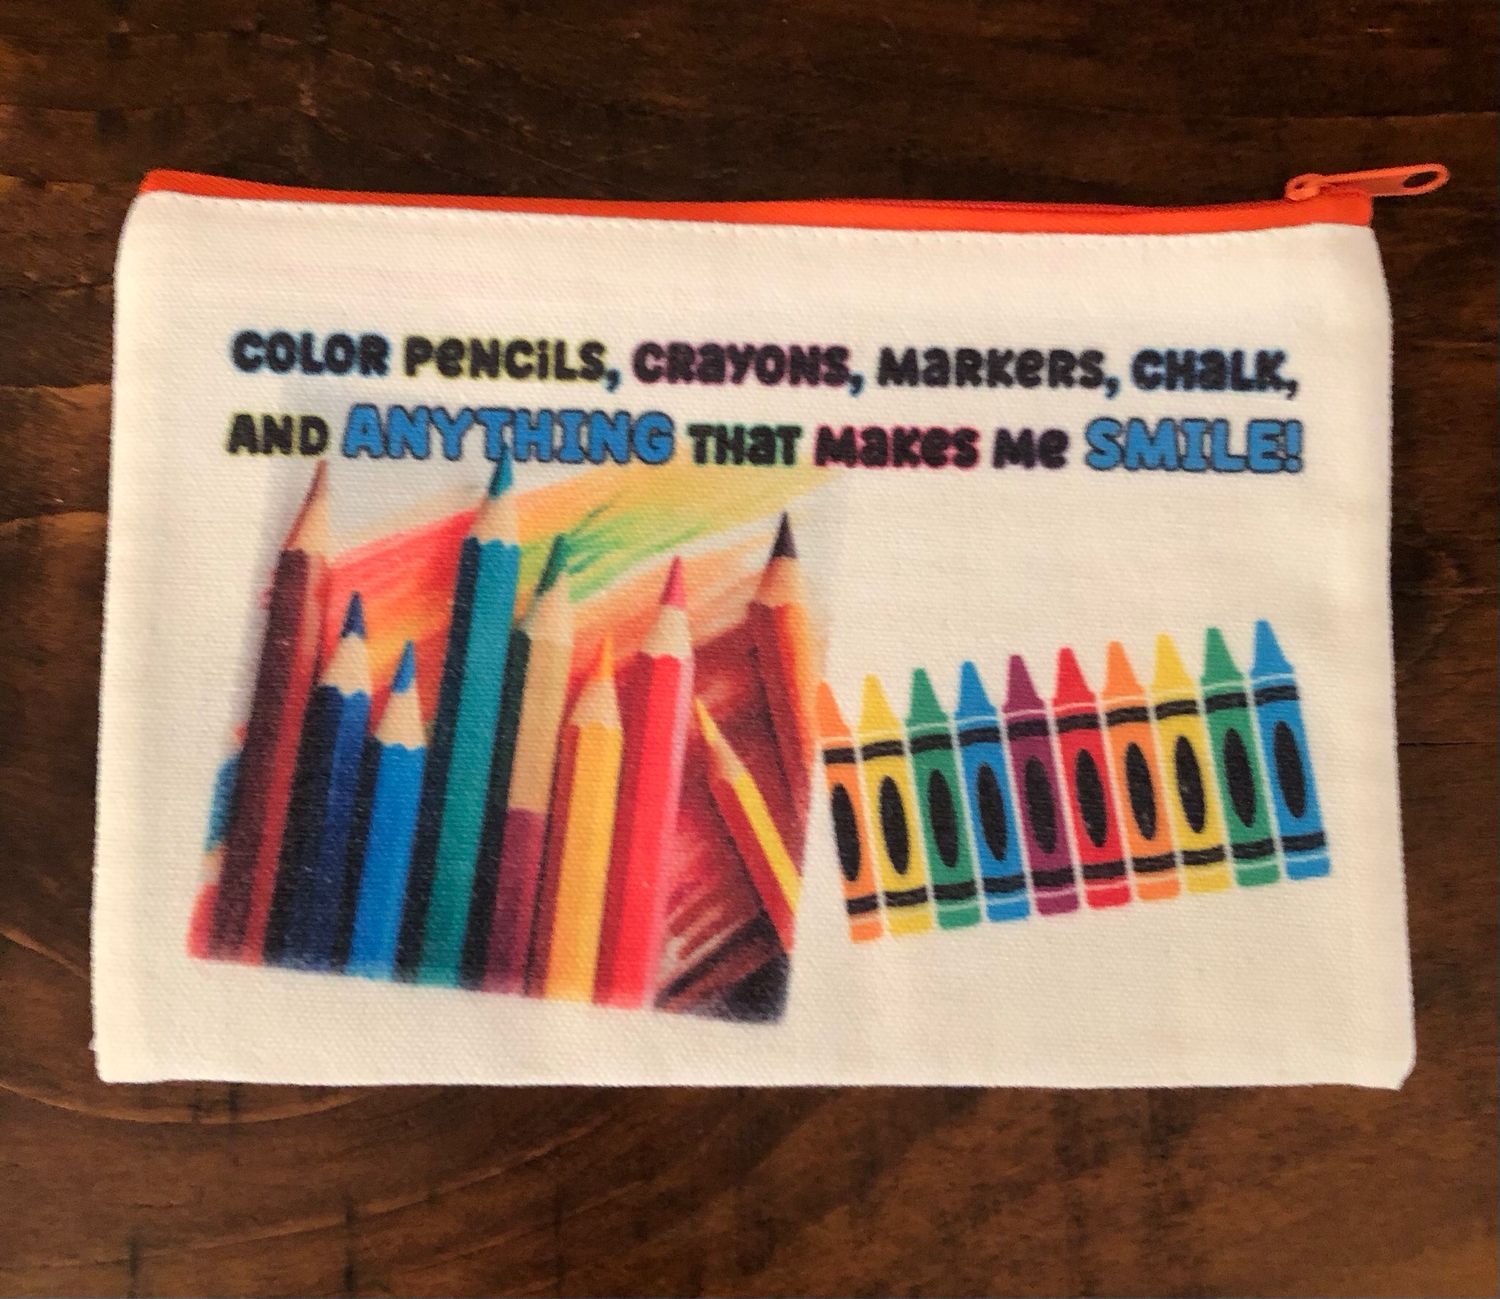 COLOR PENCILS, CRAYONS, MARKERS, CHALK,
AND ANYTHING THAT MAKES ME SMILE!